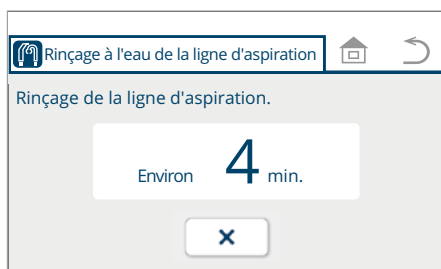 Rinçage à l'eau de la ligne d'aspiration
Rinçage de la ligne d'aspiration.
Environ 4 min.